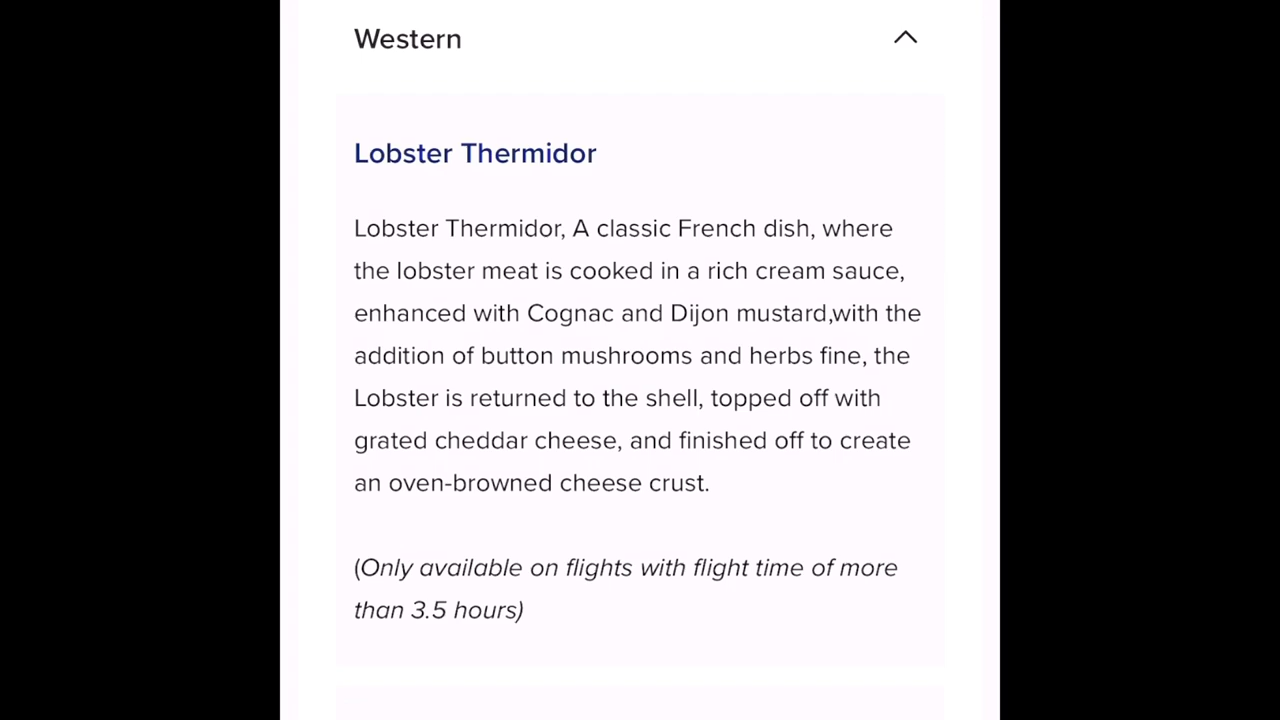 Western
Lobster Thermidor
Lobster Thermidor, A classic French dish, where
the lobster meat is cooked in a rich cream sauce,
enhanced with Cognac and Dijon mustard,with the
addition of button mushrooms and herbs fine, the
Lobster is returned to the shell, topped off with
grated cheddar cheese, and finished off to create
an oven-browned cheese crust.
(Only available on flights with flight time of more
than 3.5 hours)